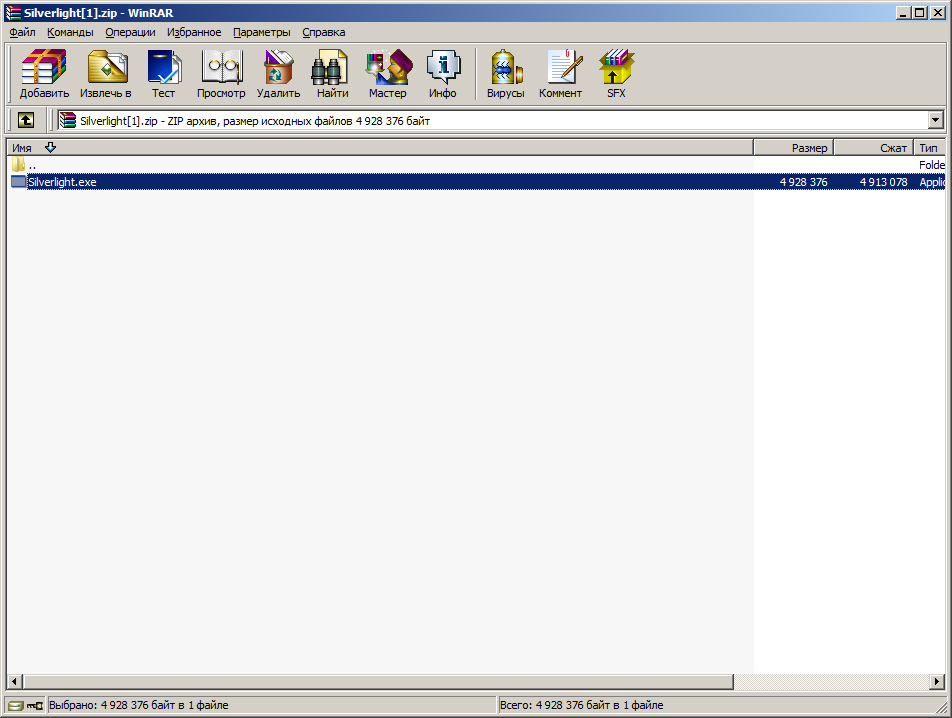 Silverlight[1].zip - WinRAR
Файл Команды Операции Избранное Параметры Справка
Добавить Извлечь в Тест Просмотр Удалить Найти Мастер Инфо Вирусы Коммент SFX
Silverlight[1].zip - ZIP архив, размер исходных файлов 4 928 376 байт
Имя Размер Сжат Тип
.. Folde
Silverlight.exe 4 928 376 4 913 078 Applic
Выбрано: 4 928 376 байт в 1 файле Всего: 4 928 376 байт в 1 файле